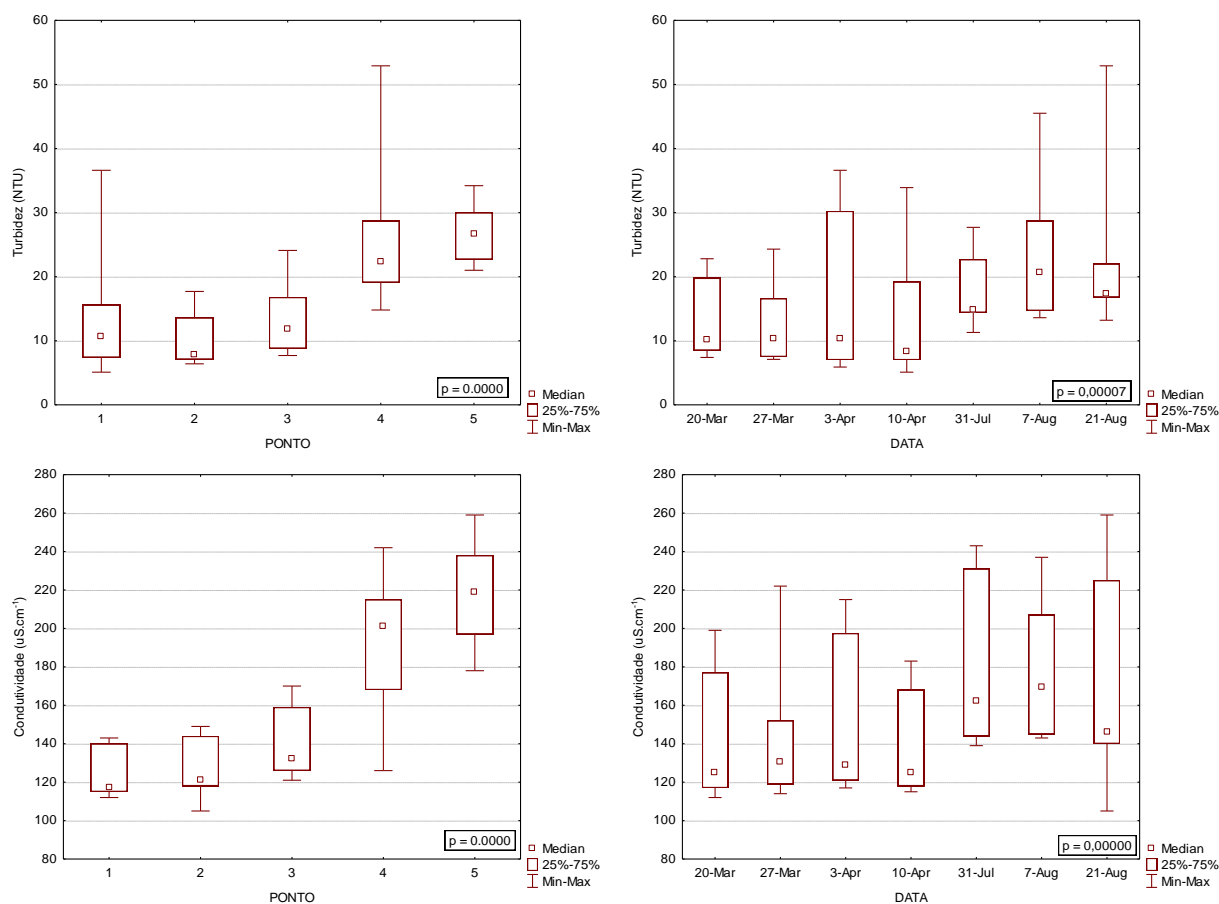 60
50
40
30
20
10
0
Turbidez (NTU)
1 2 3 4 5
PONTO
p = 0.0000
Median
25%-75%
Min-Max
60
50
40
30
20
10
0
Turbidez (NTU)
20-Mar 27-Mar 3-Apr 10-Apr 31-Jul 7-Aug 21-Aug
DATA
p = 0,00007
Median
25%-75%
Min-Max
280
260
240
220
200
180
160
140
120
100
80
Condutividade (uS.cm⁻¹)
1 2 3 4 5
PONTO
p = 0.0000
Median
25%-75%
Min-Max
280
260
240
220
200
180
160
140
120
100
80
Condutividade (uS.cm⁻¹)
20-Mar 27-Mar 3-Apr 10-Apr 31-Jul 7-Aug 21-Aug
DATA
p = 0,00000
Median
25%-75%
Min-Max